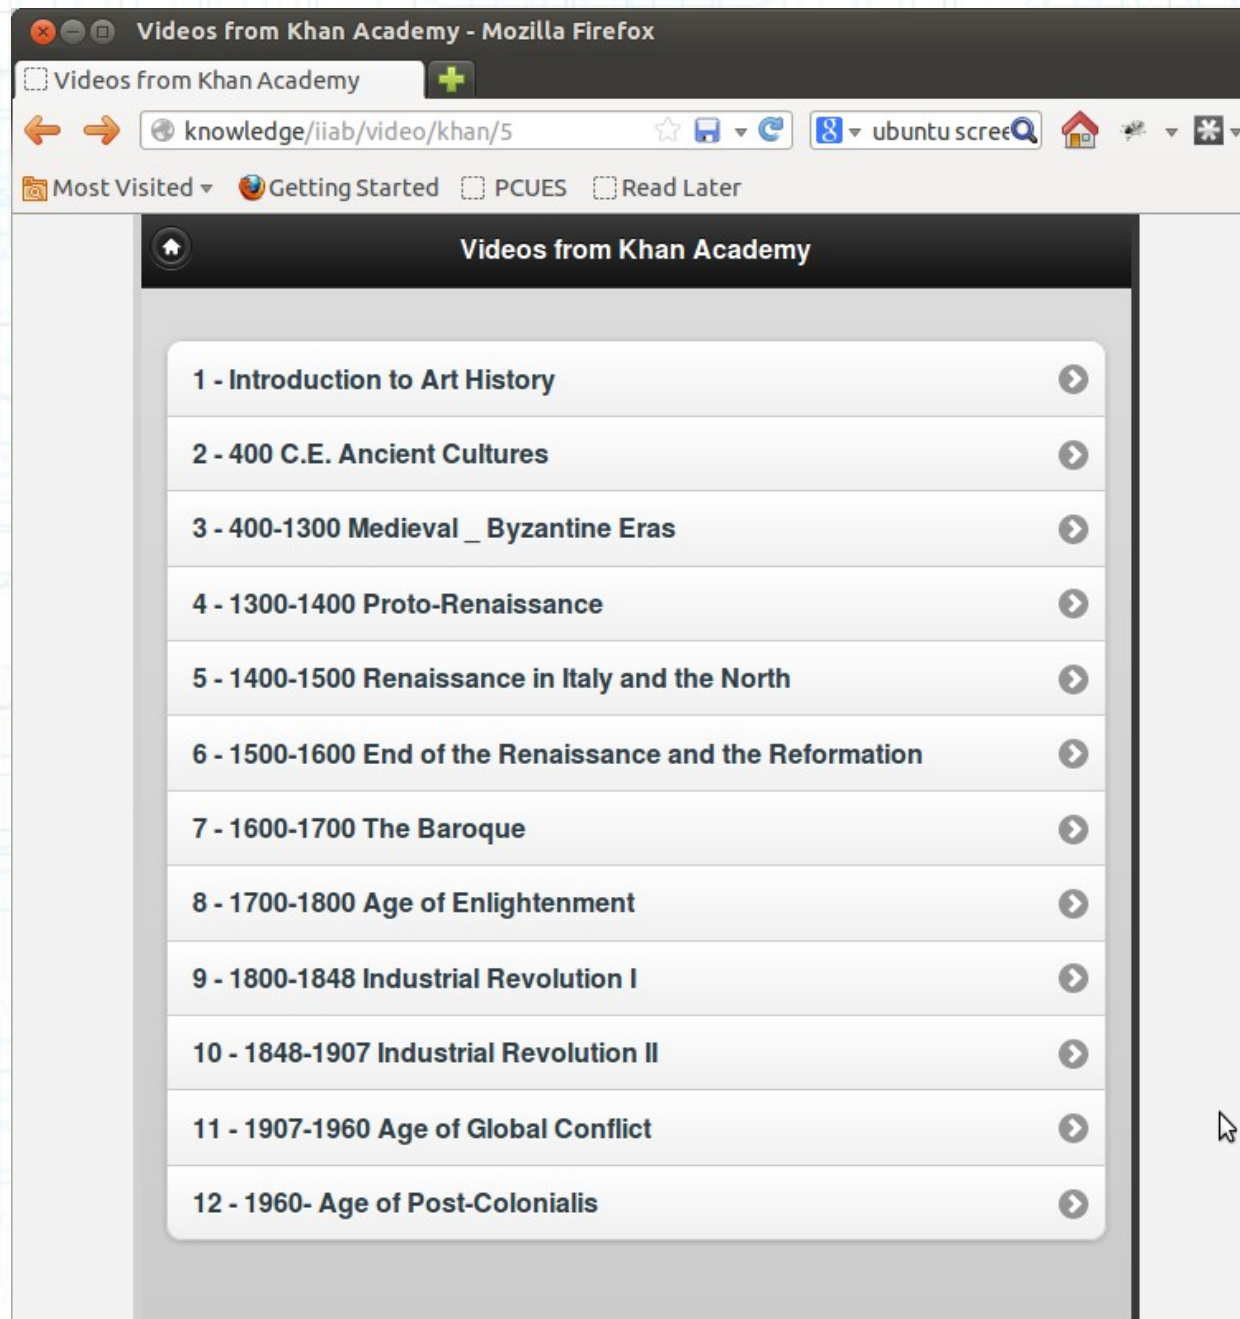 Videos from Khan Academy - Mozilla Firefox
Videos from Khan Academy
knowledge/iiab/video/khan/5
8 ubuntu scree
Most Visited Getting Started PCUES Read Later
Videos from Khan Academy
1 - Introduction to Art History
2 - 400 C.E. Ancient Cultures
3 - 400-1300 Medieval _ Byzantine Eras
4 - 1300-1400 Proto-Renaissance
5 - 1400-1500 Renaissance in Italy and the North
6 - 1500-1600 End of the Renaissance and the Reformation
7 - 1600-1700 The Baroque
8 - 1700-1800 Age of Enlightenment
9 - 1800-1848 Industrial Revolution I
10 - 1848-1907 Industrial Revolution II
11 - 1907-1960 Age of Global Conflict
12 - 1960- Age of Post-Colonialis